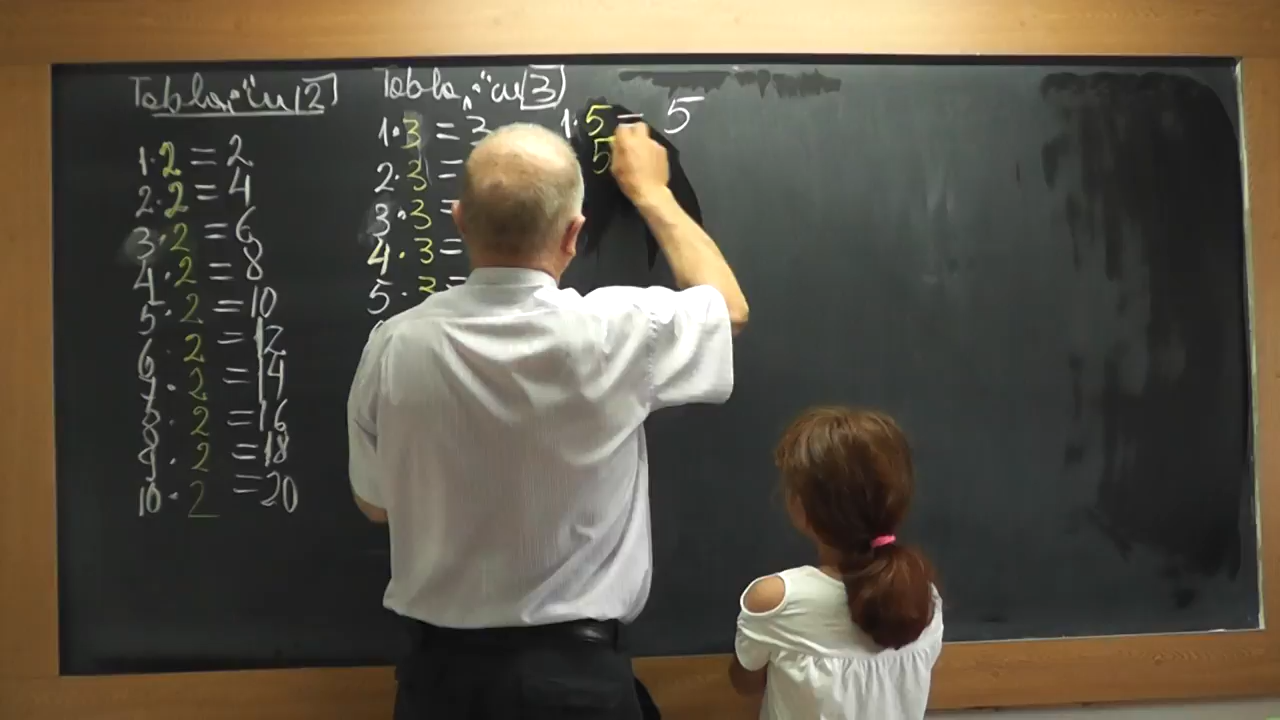 Tabla „cu 2
1·2 = 2
2·2 = 4
3·2 = 6
4·2 = 8
5·2 = 10
6·2 = 12
7·2 = 14
8·2 = 16
9·2 = 18
10·2 = 20
Tabla „cu 3
1·3 = 3
2·3 =
3·3 =
4·3 =
5·3 =
1·5 = 5
5